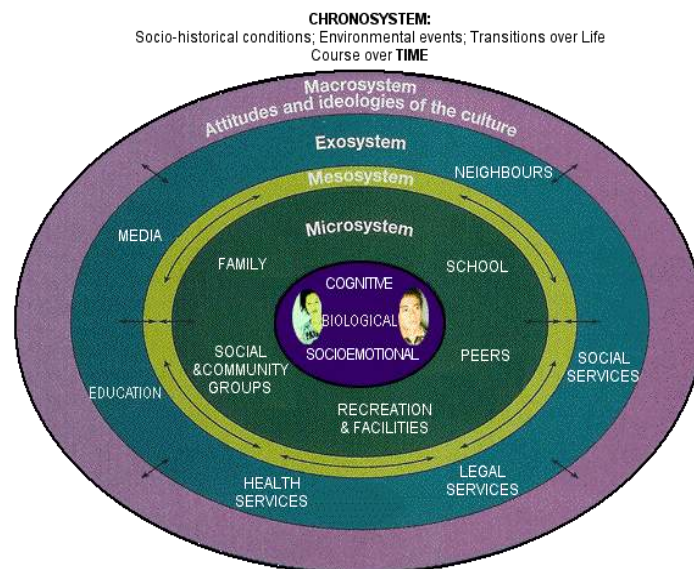 CHRONOSYSTEM:
Socio-historical conditions; Environmental events; Transitions over Life
Course over TIME
Macrosystem
Attitudes and ideologies of the culture
Exosystem
NEIGHBOURS
Mesosystem
Microsystem
MEDIA
FAMILY
SCHOOL
COGNITIVE
BIOLOGICAL
SOCIOEMOTIONAL
SOCIAL
&COMMUNITY
GROUPS
PEERS
SOCIAL
SERVICES
EDUCATION
RECREATION
& FACILITIES
HEALTH
SERVICES
LEGAL
SERVICES